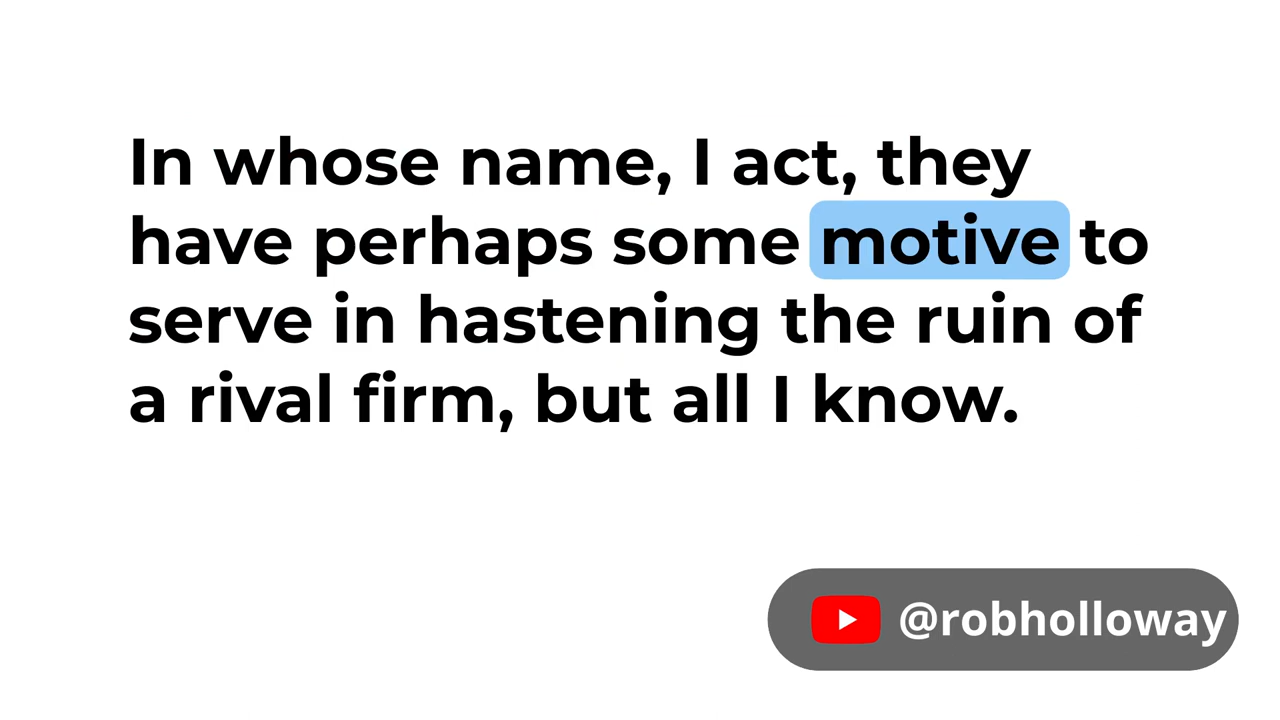 In whose name, I act, they
have perhaps some motive to
serve in hastening the ruin of
a rival firm, but all I know.
@robholloway